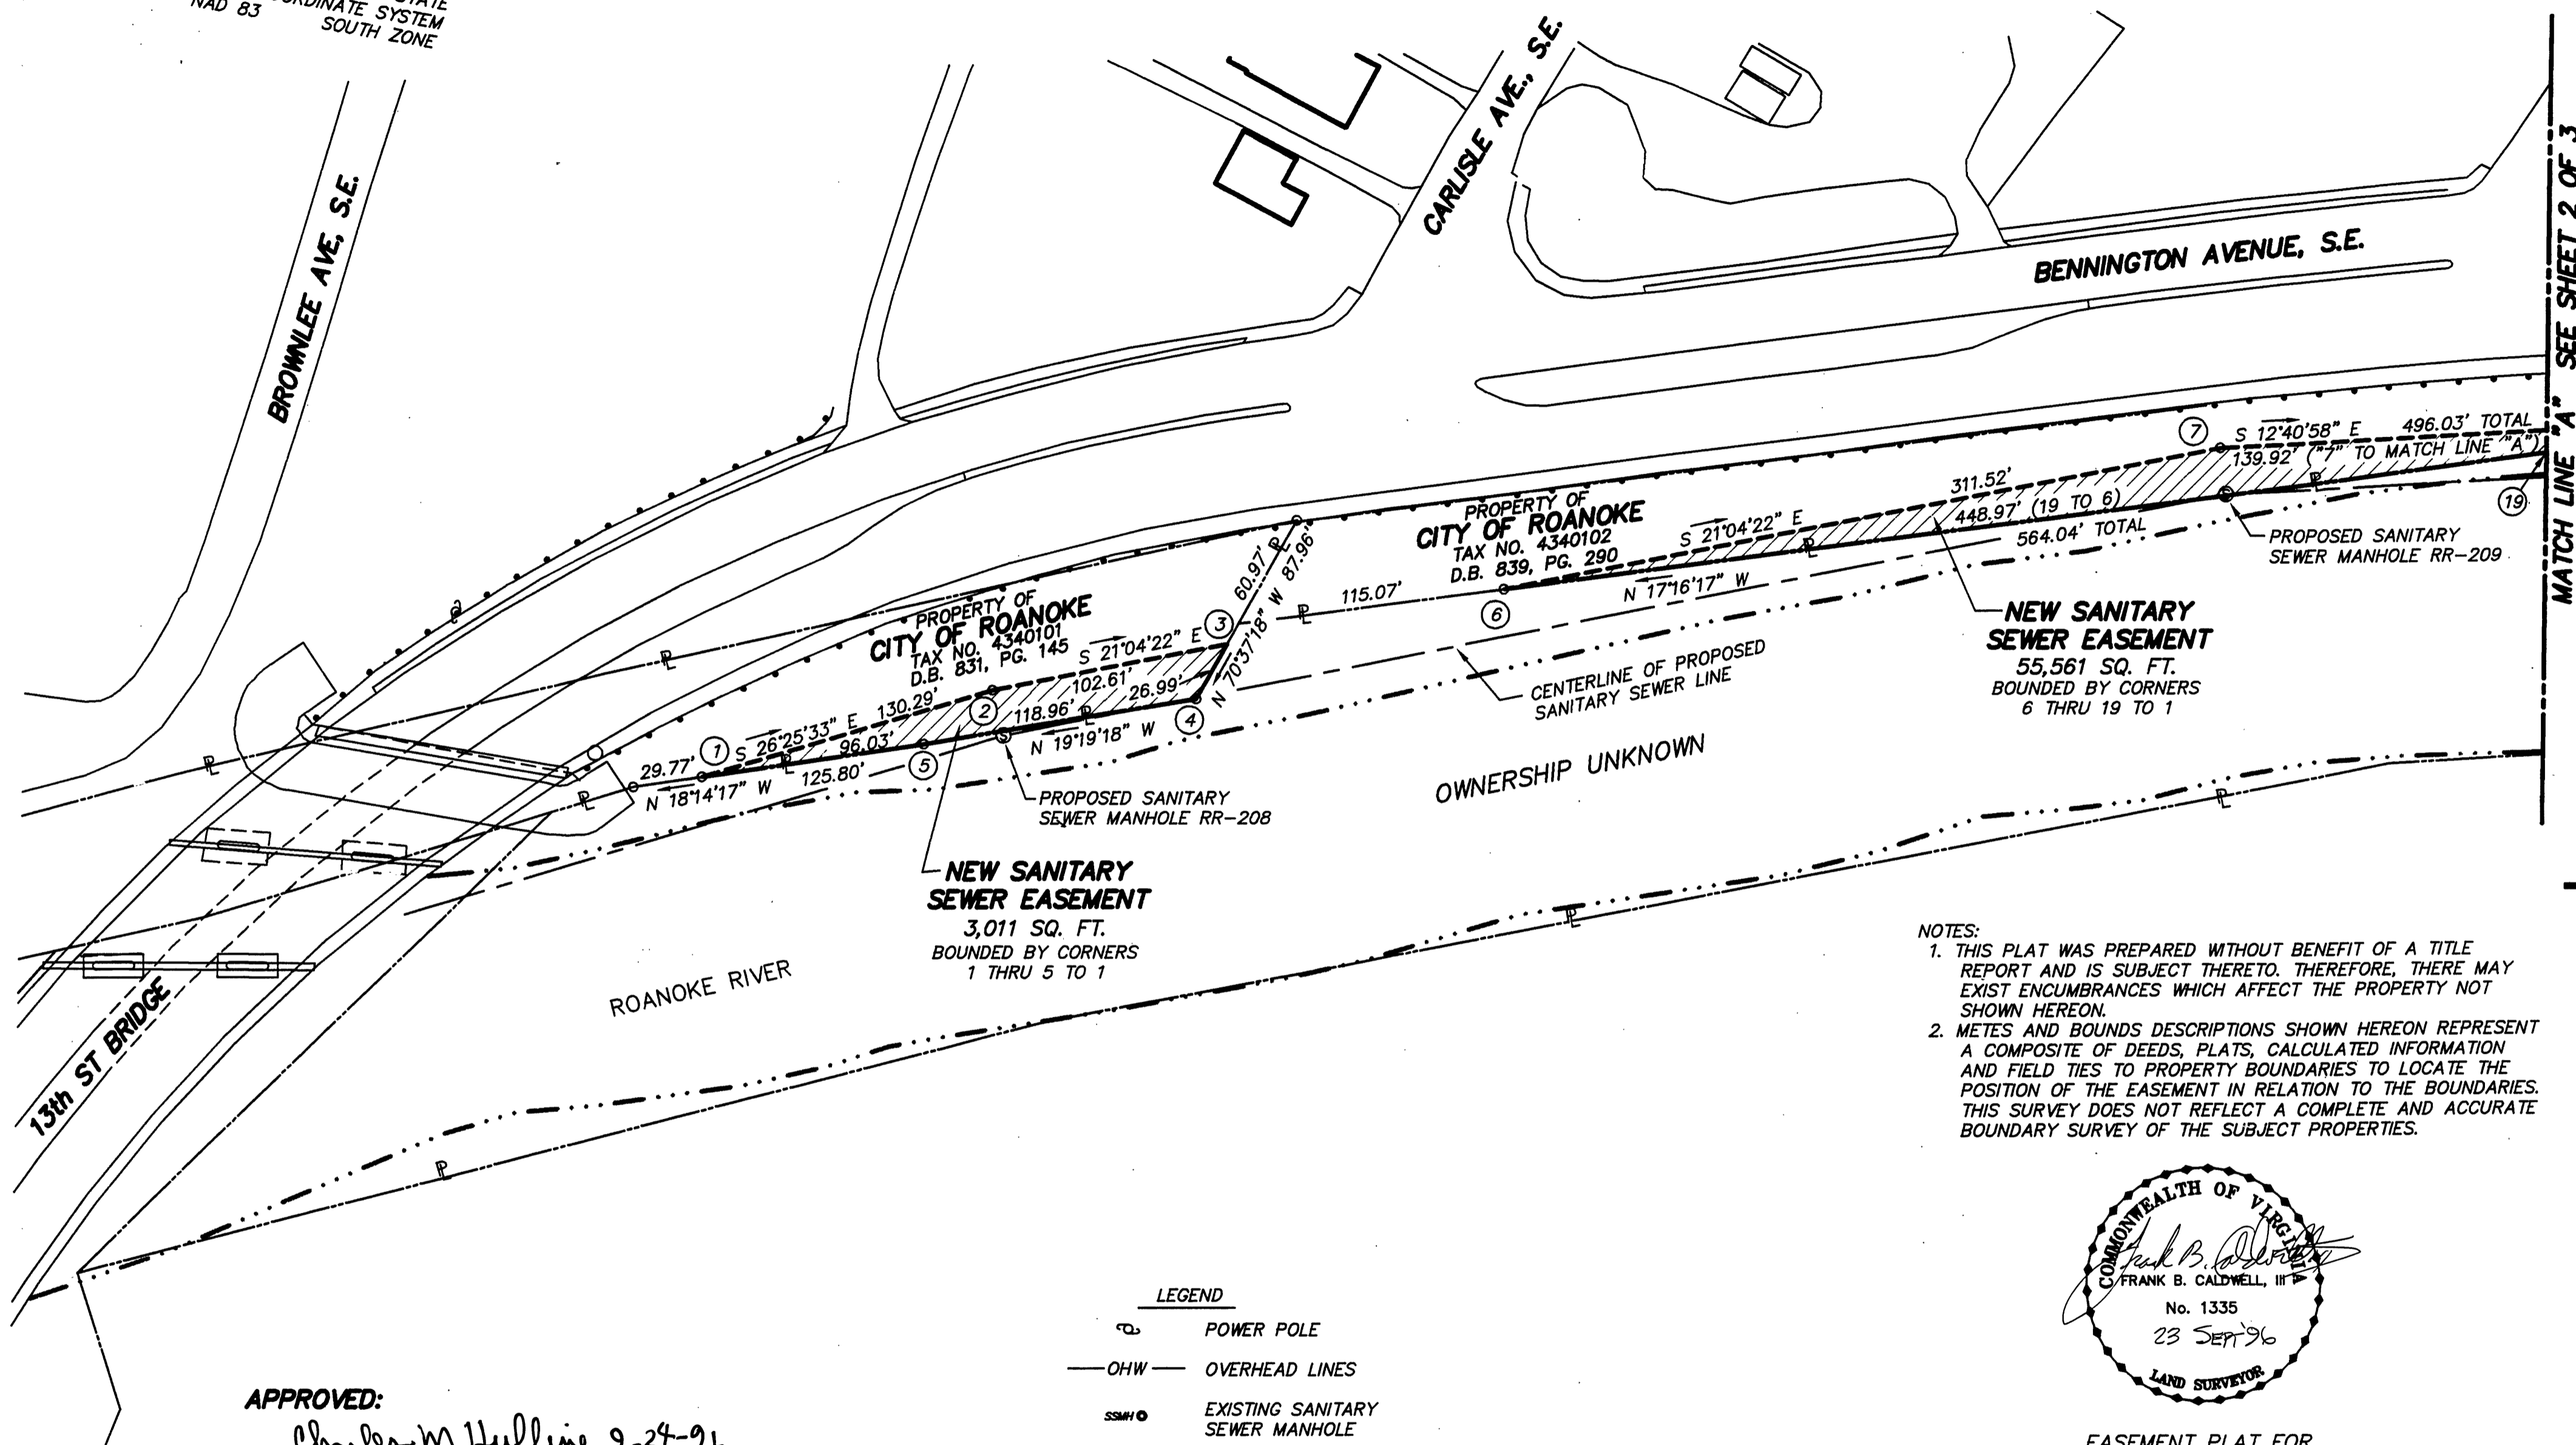 COORDINATE SYSTEM
NAD 83 SOUTH ZONE
BROWNLEE AVE, S.E.
CARLISLE AVE., S.E.
BENNINGTON AVENUE, S.E.
MATCH LINE "A" SEE SHEET 2 OF 3
7
S 12°40'58" E 496.03' TOTAL
139.92' ("7" TO MATCH LINE "A")
19
311.52'
448.97' (19 TO 6)
564.04' TOTAL
PROPOSED SANITARY
SEWER MANHOLE RR-209
PROPERTY OF
CITY OF ROANOKE
TAX NO. 4340102
D.B. 839, PG. 290
S 21°04'22" E
N 17°16'17" W
6
115.07'
60.97'
N 70°37'18" W 87.96'
3
PROPERTY OF
CITY OF ROANOKE
TAX NO. 4340101
D.B. 831, PG. 145
S 21°04'22" E
102.61'
26.99'
4
130.29'
2
118.96'
N 19°19'18" W
1
S 26°25'33" E
96.03'
5
29.77'
N 18°14'17" W 125.80'
PROPOSED SANITARY
SEWER MANHOLE RR-208
CENTERLINE OF PROPOSED
SANITARY SEWER LINE
NEW SANITARY
SEWER EASEMENT
55,561 SQ. FT.
BOUNDED BY CORNERS
6 THRU 19 TO 1
OWNERSHIP UNKNOWN
NEW SANITARY
SEWER EASEMENT
3,011 SQ. FT.
BOUNDED BY CORNERS
1 THRU 5 TO 1
ROANOKE RIVER
13th ST BRIDGE
NOTES:
1. THIS PLAT WAS PREPARED WITHOUT BENEFIT OF A TITLE
REPORT AND IS SUBJECT THERETO. THEREFORE, THERE MAY
EXIST ENCUMBRANCES WHICH AFFECT THE PROPERTY NOT
SHOWN HEREON.
2. METES AND BOUNDS DESCRIPTIONS SHOWN HEREON REPRESENT
A COMPOSITE OF DEEDS, PLATS, CALCULATED INFORMATION
AND FIELD TIES TO PROPERTY BOUNDARIES TO LOCATE THE
POSITION OF THE EASEMENT IN RELATION TO THE BOUNDARIES.
THIS SURVEY DOES NOT REFLECT A COMPLETE AND ACCURATE
BOUNDARY SURVEY OF THE SUBJECT PROPERTIES.
COMMONWEALTH OF VIRGINIA
Frank B. Caldwell III
FRANK B. CALDWELL, III
No. 1335
23 SEPT '96
LAND SURVEYOR
LEGEND
POWER POLE
OHW OVERHEAD LINES
SSMH EXISTING SANITARY
SEWER MANHOLE
APPROVED:
EASEMENT PLAT FOR